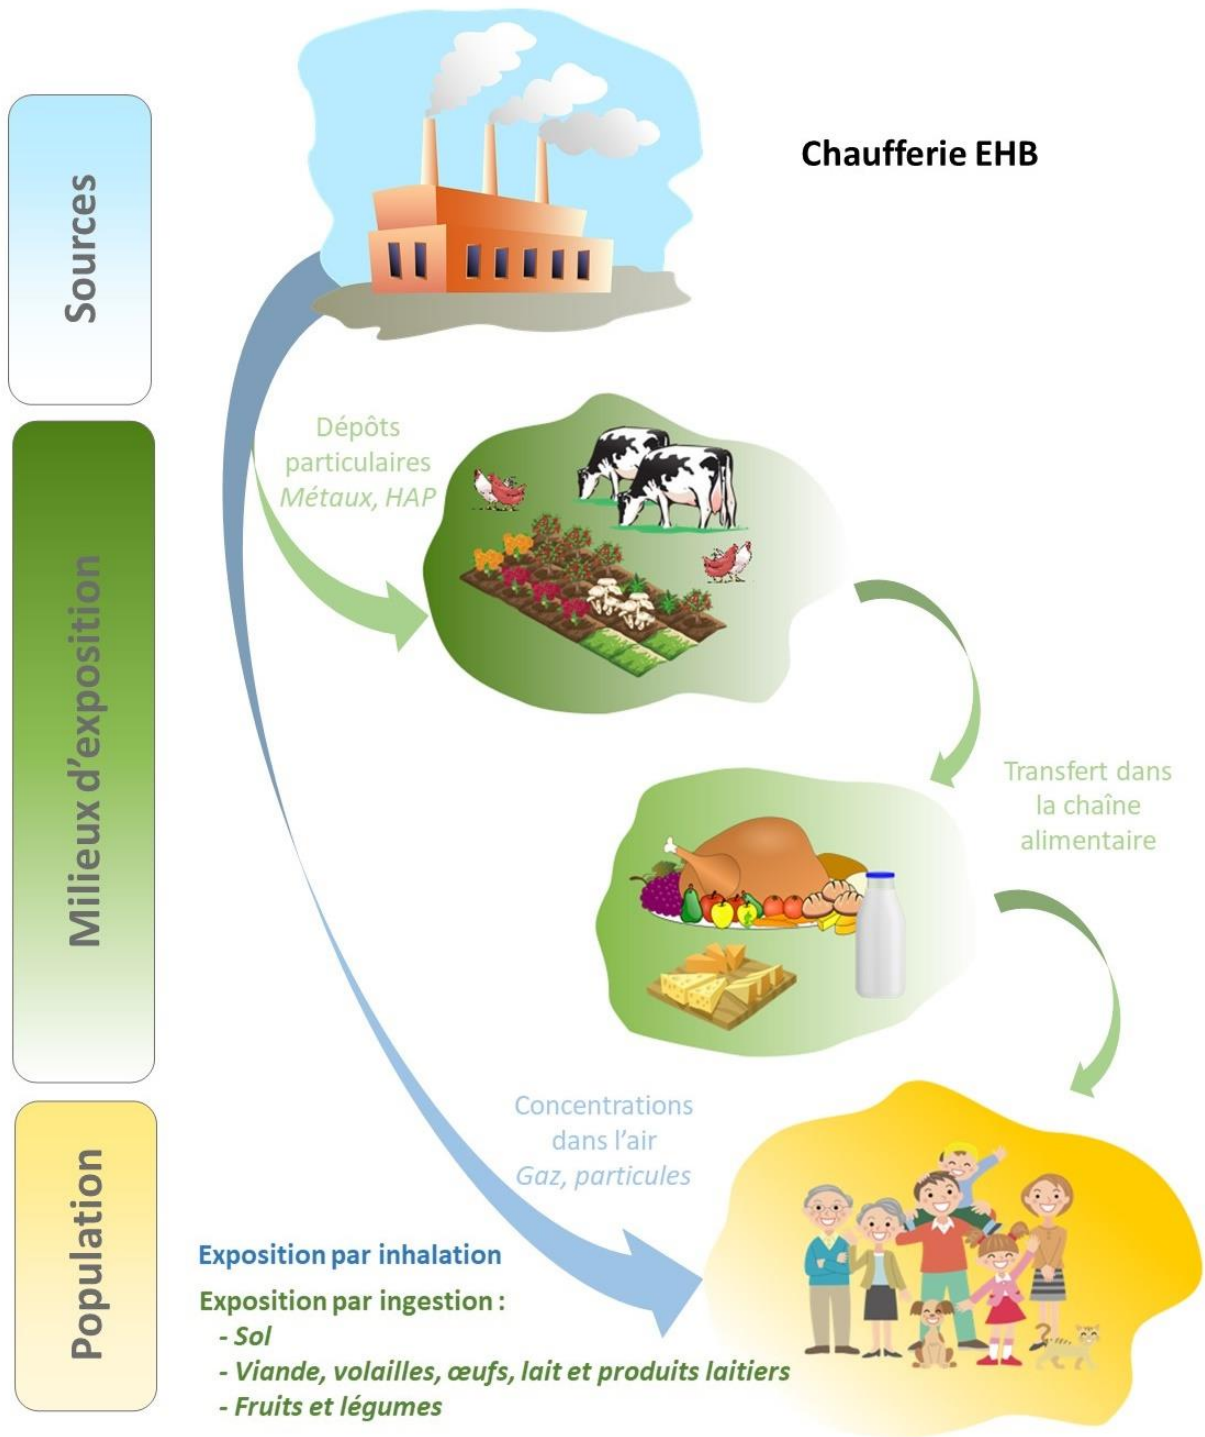 Chaufferie EHB
Sources
Dépôts
particulaires
Métaux, HAP
Milieux d'exposition
Transfert dans
la chaîne
alimentaire
Concentrations
dans l'air
Gaz, particules
Population
Exposition par inhalation
Exposition par ingestion :
- Sol
- Viande, volailles, œufs, lait et produits laitiers
- Fruits et légumes